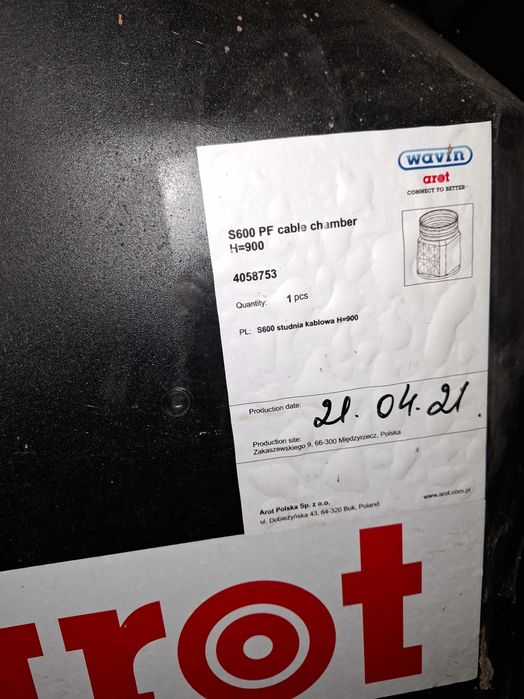 wavin
arot
CONNECT TO BETTER
S600 PF cable chamber
H=900
4058753
Quantity: 1 pcs
PL: S600 studnia kablowa H=900
Production date: 21.04.21
Production site:
Zakaszewskiego 9, 66-300 Międzyrzecz, Polska
Arot Polska Sp. z o.o.
ul. Dobieżyńska 43, 64-320 Buk, Poland
www.arot.com.pl
arot